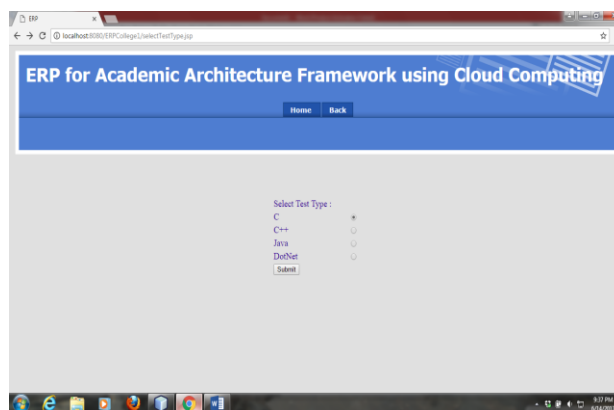 ERP
localhost:8080/ERPCollege1/selectTestType.jsp
ERP for Academic Architecture Framework using Cloud Computing
Home Back
Select Test Type :
C
C++
Java
DotNet
Submit
9:37 PM